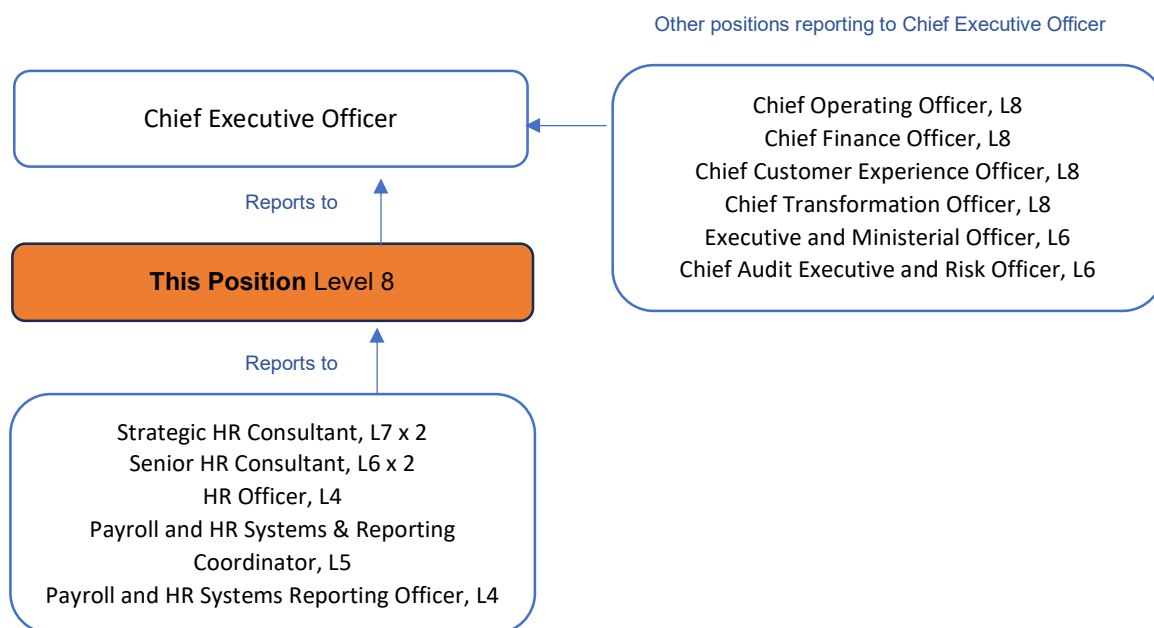 Other positions reporting to Chief Executive Officer
Chief Executive Officer
Chief Operating Officer, L8
Chief Finance Officer, L8
Chief Customer Experience Officer, L8
Chief Transformation Officer, L8
Executive and Ministerial Officer, L6
Chief Audit Executive and Risk Officer, L6
Reports to
This Position Level 8
Reports to
Strategic HR Consultant, L7 x 2
Senior HR Consultant, L6 x 2
HR Officer, L4
Payroll and HR Systems & Reporting
Coordinator, L5
Payroll and HR Systems Reporting Officer, L4